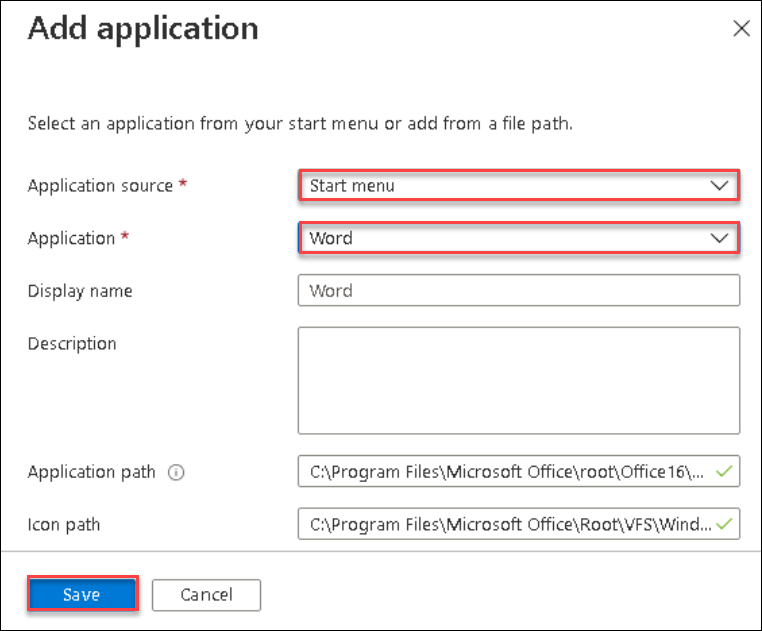 Add application
Select an application from your start menu or add from a file path.
Application source *
Start menu
Application *
Word
Display name
Word
Description
Application path
C:\Program Files\Microsoft Office\root\Office16\...
Icon path
C:\Program Files\Microsoft Office\Root\VFS\Wind...
Save Cancel